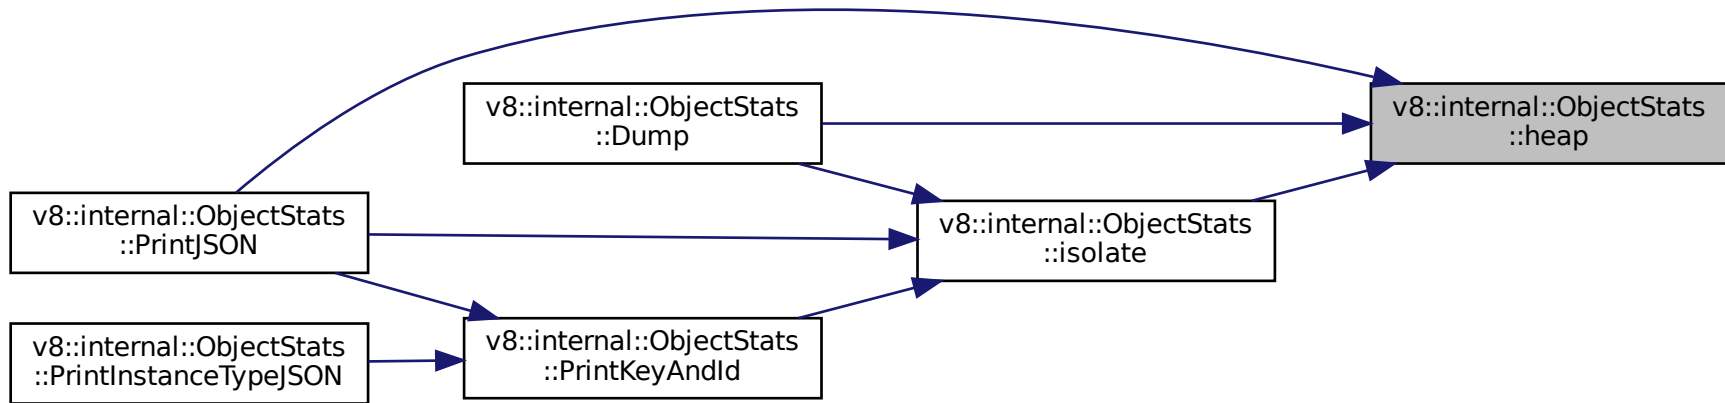 v8::internal::ObjectStats
::Dump
v8::internal::ObjectStats
::heap
v8::internal::ObjectStats
::PrintJSON
v8::internal::ObjectStats
::isolate
v8::internal::ObjectStats
::PrintInstanceTypeJSON
v8::internal::ObjectStats
::PrintKeyAndId